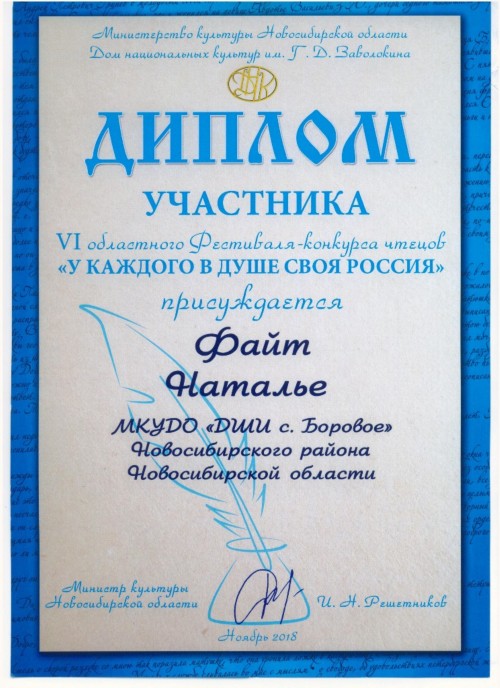 Министерство культуры Новосибирской области
Дом национальных культур им. Г. Д. Заволокина
ДНК
ДИПЛОМ
УЧАСТНИКА
VI областного Фестиваля-конкурса чтецов
«У КАЖДОГО В ДУШЕ СВОЯ РОССИЯ»
присуждается
Файт
Наталье
МКУДО «ДШИ с. Боровое»
Новосибирского района
Новосибирской области
Министр культуры
Новосибирской области
И. Н. Решетников
Ноябрь 2018